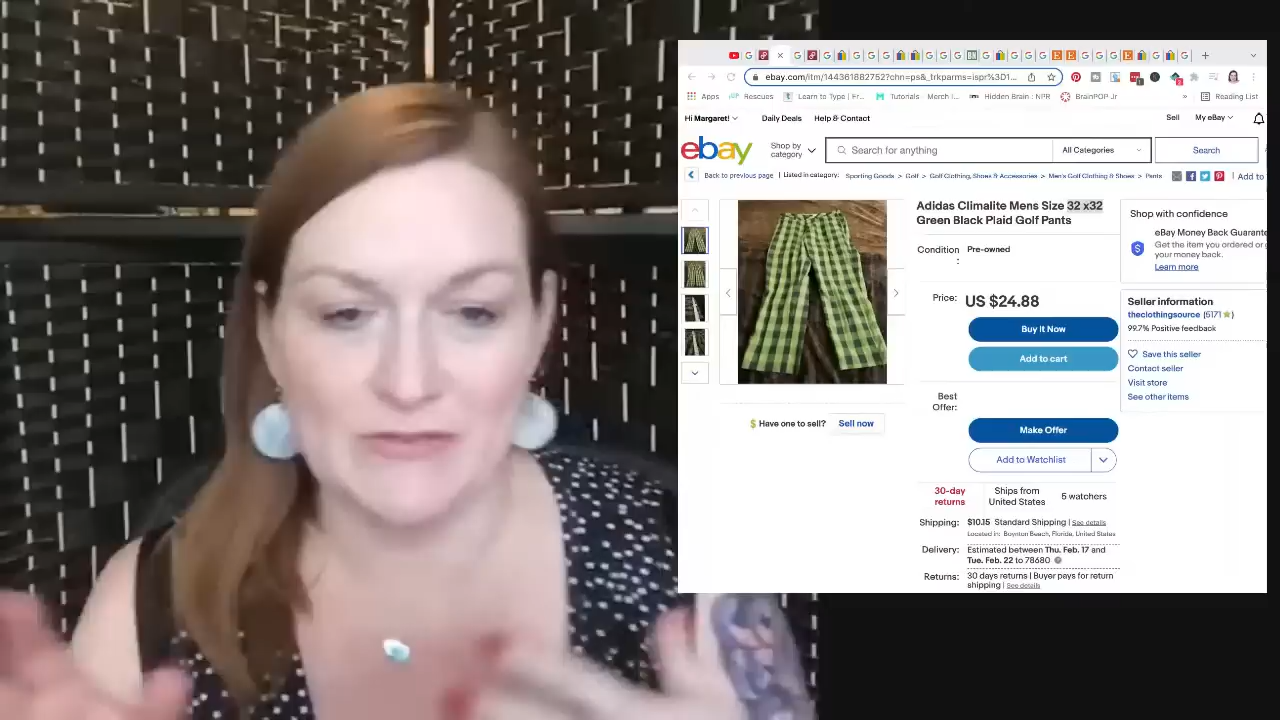 ebay.com/itm/144361882752?chn=ps&_trkparms=ispr%3D1...
Apps Rescues Learn to Type | Er... Tutorials Merch I... Hidden Brain : NPR BrainPOP Jr » Reading List
Hi Margaret! Daily Deals Help & Contact Sell My eBay
ebay Shop by category Search for anything All Categories Search
Back to previous page | Listed in category: Sporting Goods > Golf > Golf Clothing, Shoes & Accessories > Men's Golf Clothing & Shoes > Pants | Add to
Adidas Climalite Mens Size 32 x32
Green Black Plaid Golf Pants
Condition : Pre-owned
Price: US $24.88
Buy It Now
Add to cart
Best Offer:
Make Offer
Add to Watchlist
Have one to sell? Sell now
30-day returns
Ships from United States
5 watchers
Shipping: $10.15 Standard Shipping | See details
Located in: Boynton Beach, Florida, United States
Delivery: Estimated between Thu. Feb. 17 and
Tue. Feb. 22 to 78680
Returns: 30 days returns | Buyer pays for return
shipping | See details
Shop with confidence
eBay Money Back Guarante
Get the item you ordered or
your money back.
Learn more
Seller information
theclothingsource (5171)
99.7% Positive feedback
Save this seller
Contact seller
Visit store
See other items